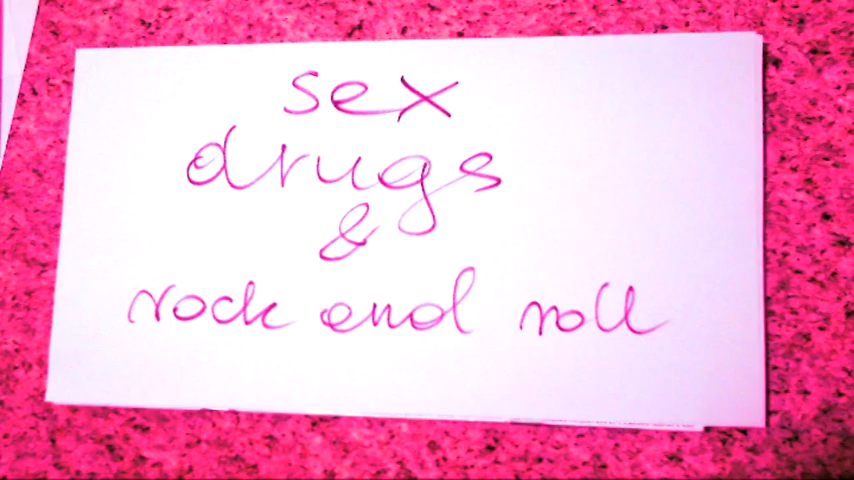 sex
drugs
&
rock and roll